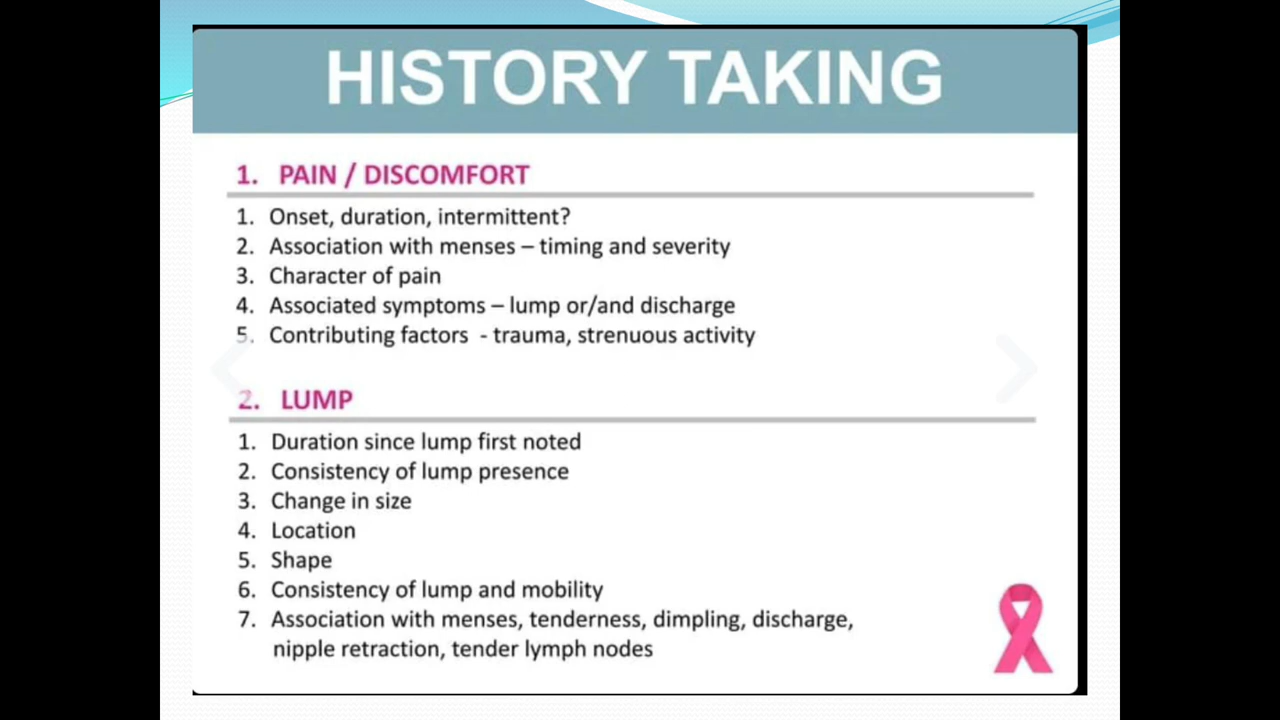 HISTORY TAKING
1. PAIN / DISCOMFORT
1. Onset, duration, intermittent?
2. Association with menses – timing and severity
3. Character of pain
4. Associated symptoms – lump or/and discharge
5. Contributing factors - trauma, strenuous activity
2. LUMP
1. Duration since lump first noted
2. Consistency of lump presence
3. Change in size
4. Location
5. Shape
6. Consistency of lump and mobility
7. Association with menses, tenderness, dimpling, discharge,
nipple retraction, tender lymph nodes